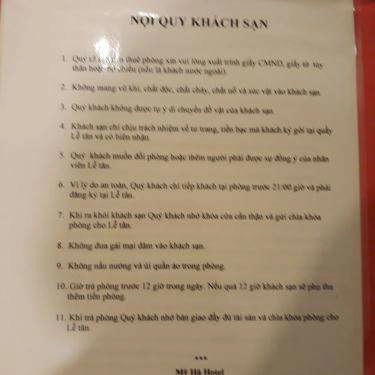 NỘI QUY KHÁCH SẠN
1. Quý thuê phòng xin vui lòng xuất trình giấy CMND, giấy tờ tùy
thân hoặc hộ chiếu (nếu là khách nước ngoài).
2. Không mang vũ khí, chất độc, chất cháy, chất nổ và súc vật vào khách sạn.
3. Quý khách không được tự ý di chuyển đồ vật của khách sạn.
4. Khách sạn chỉ chịu trách nhiệm về tư trang, tiền bạc mà khách ký gởi tại quầy
Lễ tân và có biên nhận.
5. Quý khách muốn đổi phòng hoặc thêm người phải được sự đồng ý của nhân
viên Lễ tân.
6. Vì lý do an toàn, Quý khách chỉ tiếp khách tại phòng trước 21:00 giờ và phải
đăng ký tại Lễ tân.
7. Khi ra khỏi khách sạn Quý khách nhớ khóa cửa cẩn thận và gửi chìa khóa
phòng cho Lễ tân.
8. Không đưa gái mại dâm vào khách sạn.
9. Không nấu nướng và ủi quần áo trong phòng.
10. Giờ trả phòng trước 12 giờ trong ngày. Nếu quá 12 giờ khách sạn sẽ phụ thu
thêm tiền phòng.
11. Khi trả phòng Quý khách nhớ bàn giao đầy đủ tài sản và chìa khóa phòng cho
Lễ tân.
***
Mỹ Hà Hotel